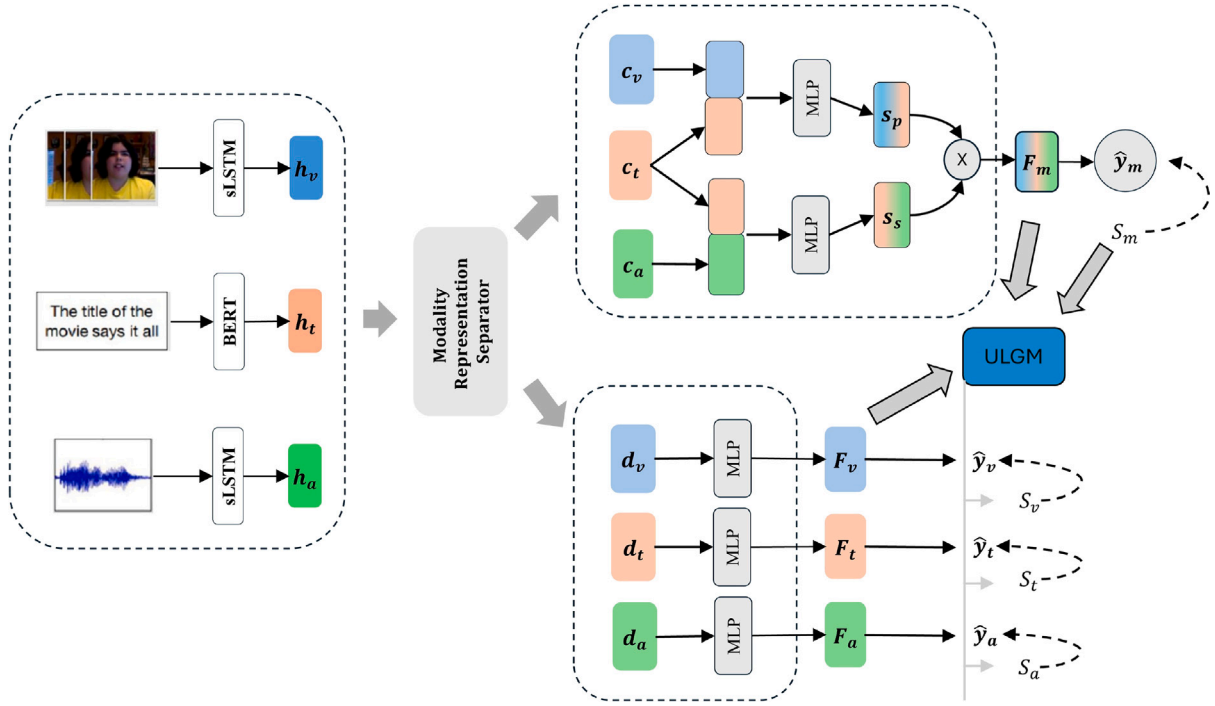 sLSTM
h_v
The title of the
movie says it all
BERT
h_t
sLSTM
h_a
Modality
Representation
Separator
c_v
c_t
c_a
MLP
MLP
s_p
s_s
X
F_m
ŷ_m
S_m
ULGM
d_v
MLP
F_v
ŷ_v
S_v
d_t
MLP
F_t
ŷ_t
S_t
d_a
MLP
F_a
ŷ_a
S_a